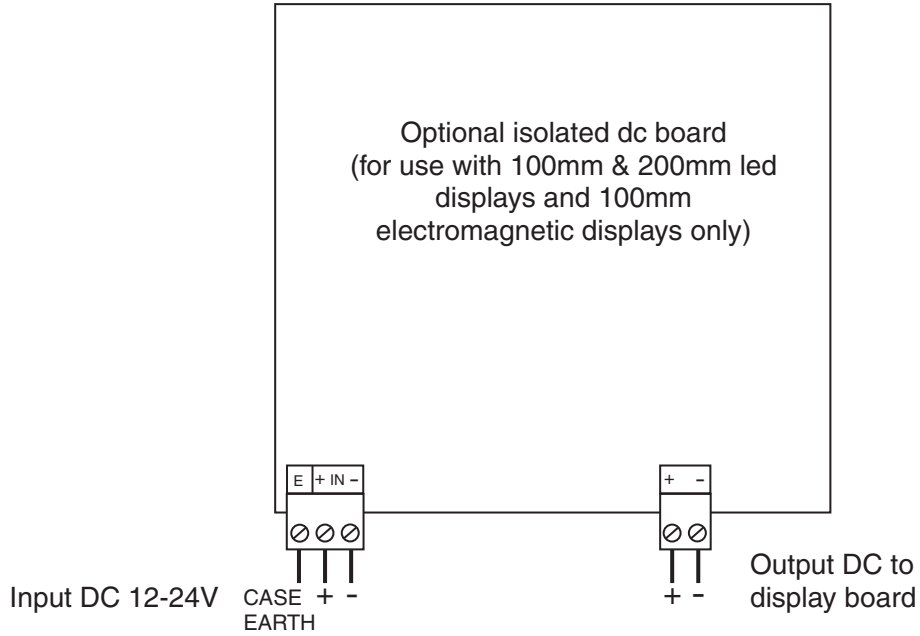 Optional isolated dc board
(for use with 100mm & 200mm led
displays and 100mm
electromagnetic displays only)
E + IN -
+ -
Input DC 12-24V
CASE + -
EARTH
+ -
Output DC to
display board